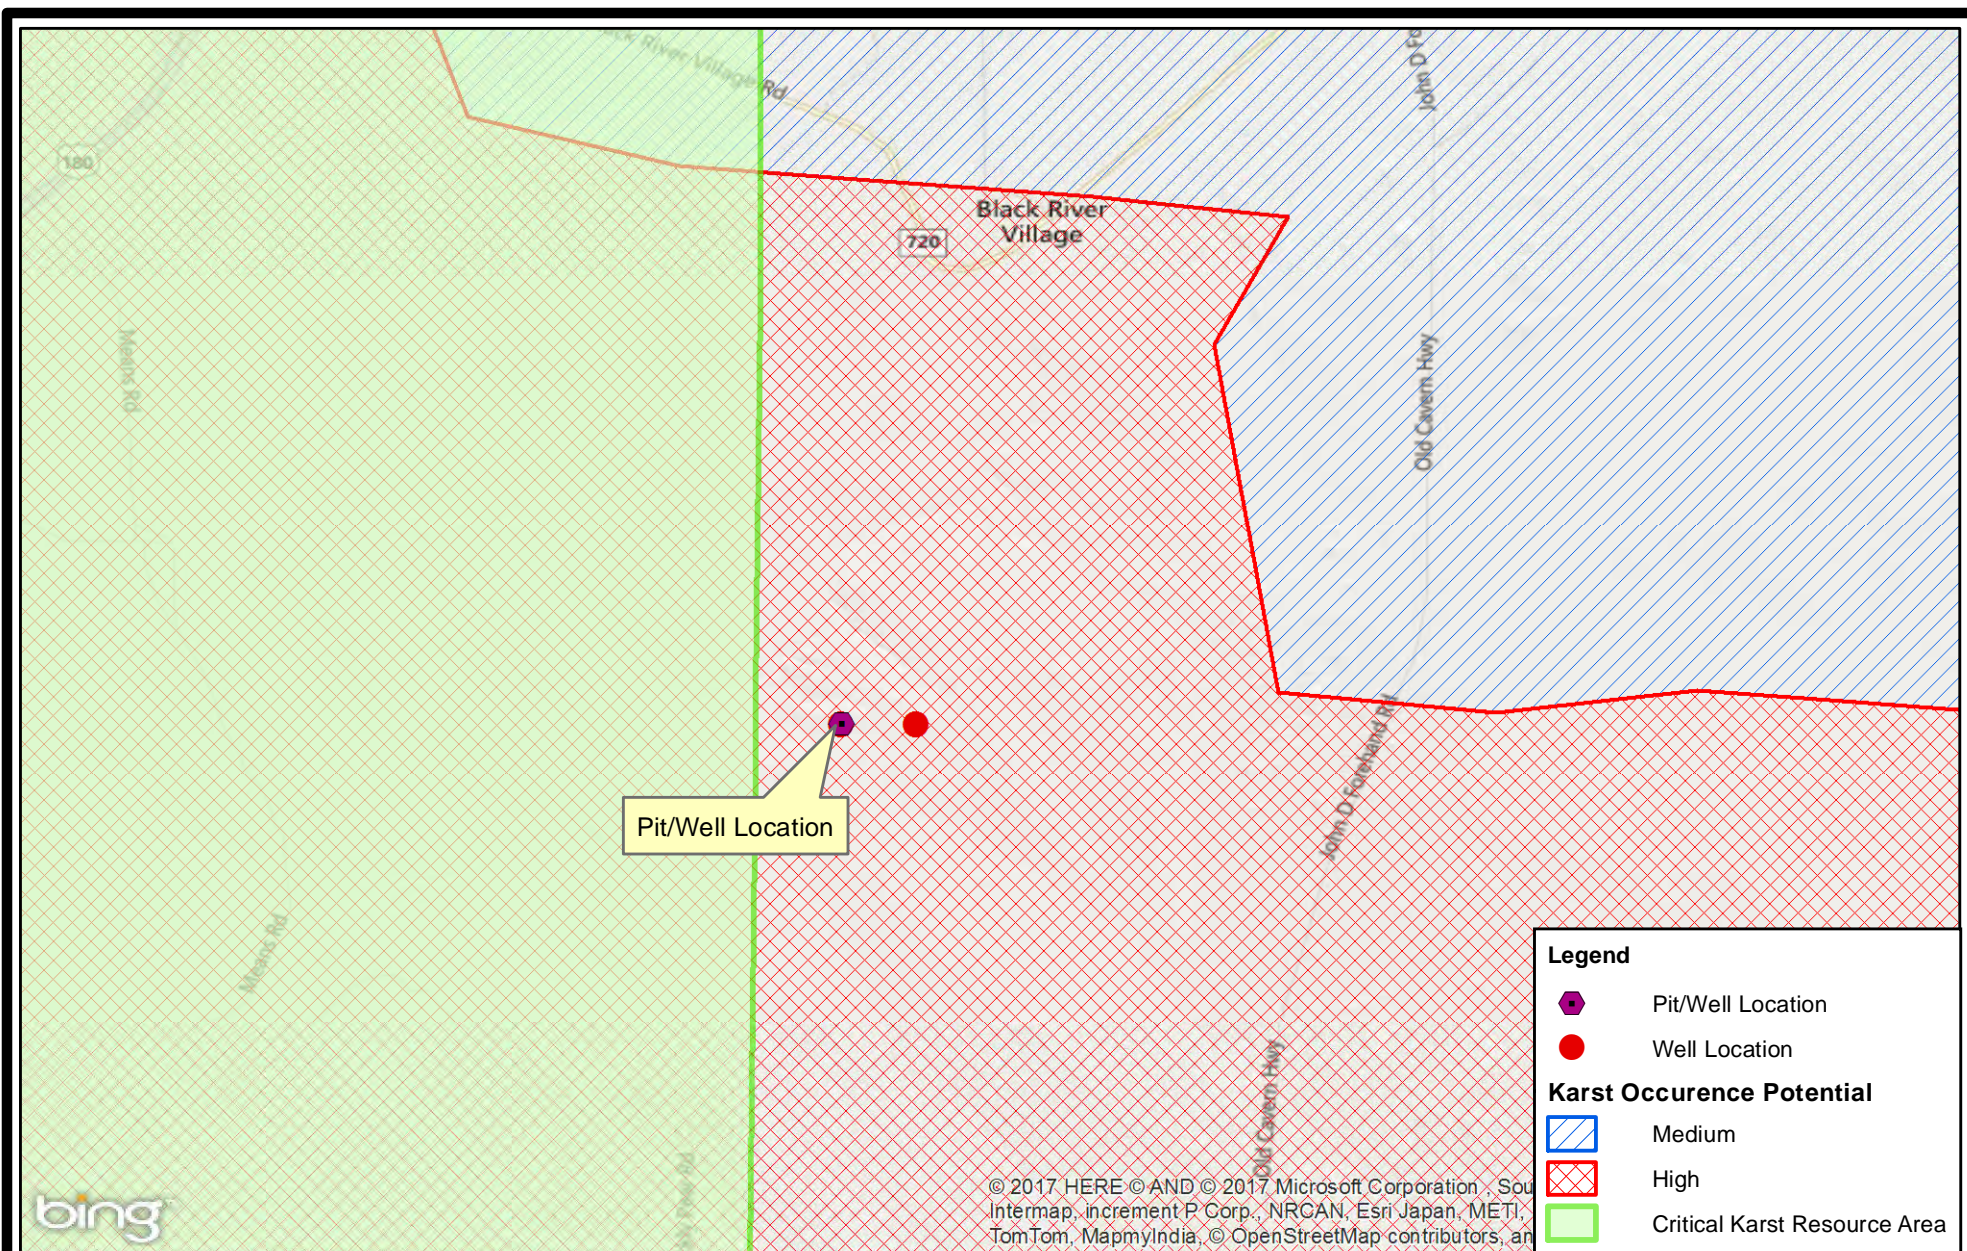 Black River Village Rd
John D Fo
180
Black River
Village
720
Means Rd
Old Cavern Hwy
John D Forehand Rd
Pit/Well Location
Means Rd
Old Cavern Hwy
Rd
Legend
Pit/Well Location
Well Location
Karst Occurence Potential
Medium
High
Critical Karst Resource Area
bing
© 2017 HERE © AND © 2017 Microsoft Corporation , Sou
Intermap, increment P Corp., NRCAN, Esri Japan, METI,
TomTom, MapmyIndia, © OpenStreetMap contributors, an